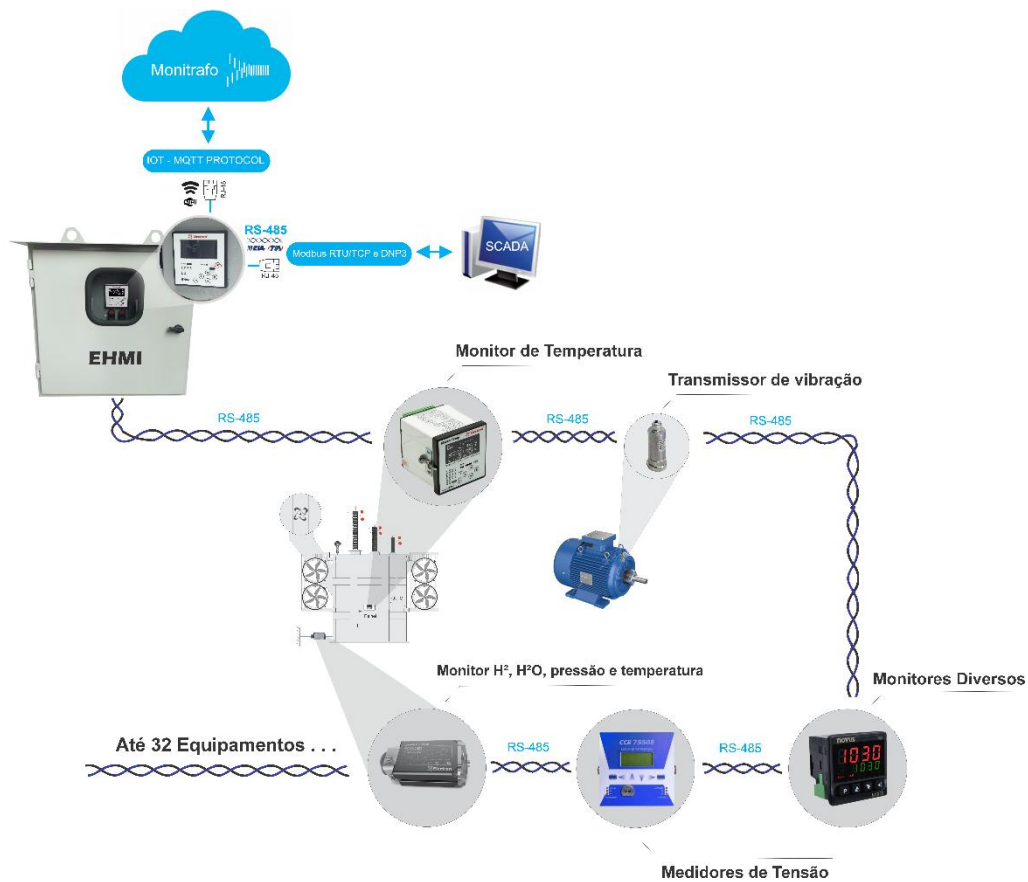 Monitrafo
IOT - MQTT PROTOCOL
RJ-45
RS-485
RJ-45
Modbus RTU/TCP e DNP3
SCADA
EHMI
Monitor de Temperatura
Transmissor de vibração
RS-485
RS-485
RS-485
Monitor H², H²O, pressão e temperatura
Monitores Diversos
Até 32 Equipamentos . . .
RS-485
RS-485
novus
1030
1030
Medidores de Tensão